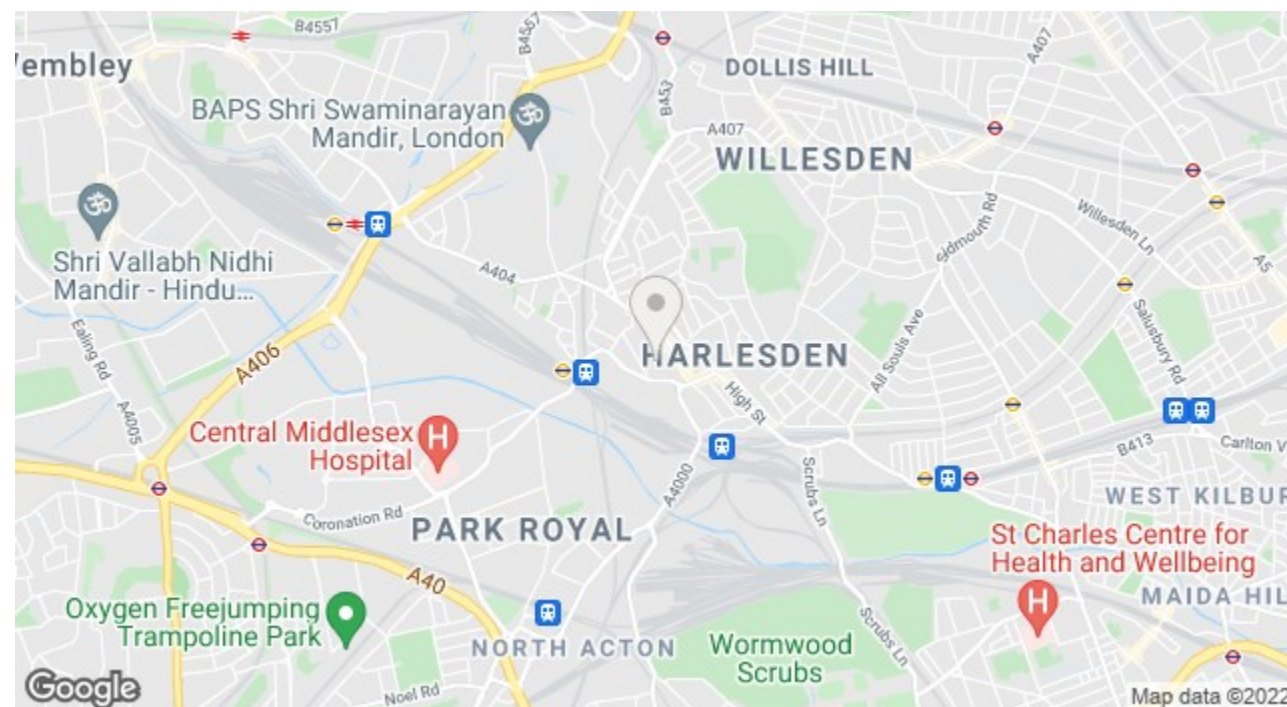 B4557
B4557
Wembley
DOLLIS HILL
A407
BAPS Shri Swaminarayan
Mandir, London
B453
A407
WILLESDEN
Willesden Ln
Sidmouth Rd
A5
Shri Vallabh Nidhi
Mandir - Hindu...
A404
Ealing Rd
A406
Salusbury Rd
HARLESDEN
All Souls Ave
High St
A4005
Central Middlesex
Hospital
H
B413
Carlton V
A4000
Scrubs Ln
WEST KILBUR
Coronation Rd
PARK ROYAL
St Charles Centre for
Health and Wellbeing
H
A40
MAIDA HIL
Oxygen Freejumping
Trampoline Park
NORTH ACTON
Wormwood
Scrubs
Scrubs Ln
Noel Rd
Google
Map data ©2022